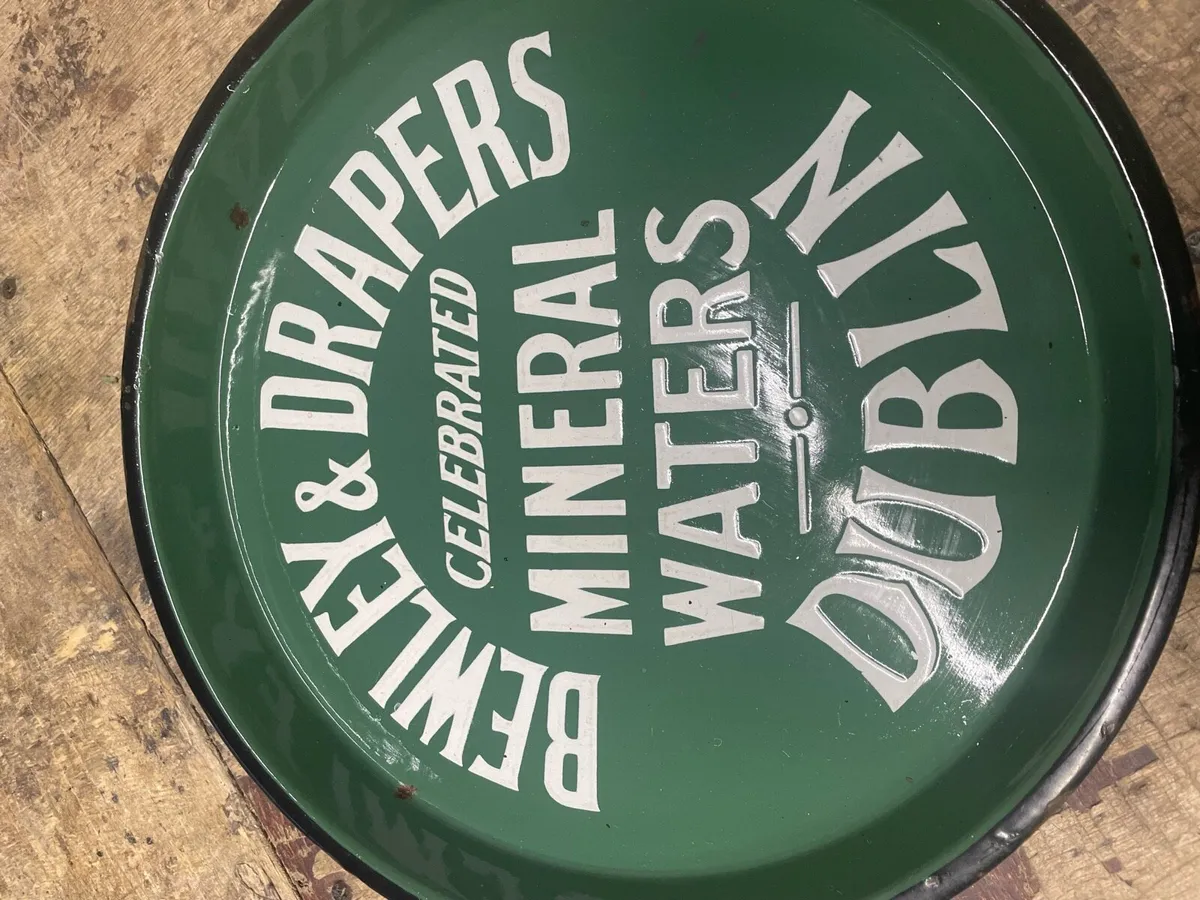 BEWLEY & DRAPERS
CELEBRATED
MINERAL
WATERS
DUBLIN